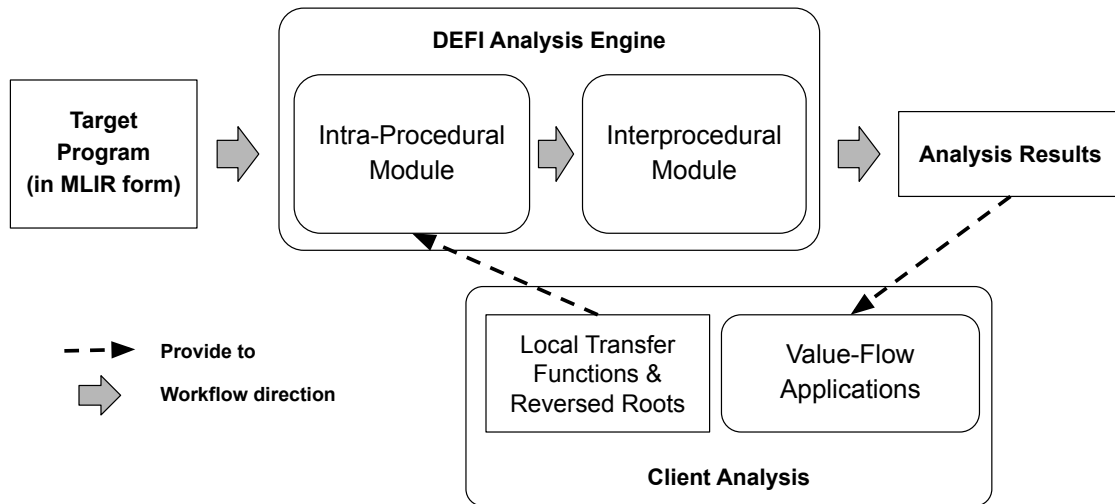 DEFI Analysis Engine
Target
Program
(in MLIR form)
Intra-Procedural
Module
Interprocedural
Module
Analysis Results
Local Transfer
Functions &
Reversed Roots
Value-Flow
Applications
Client Analysis
Provide to
Workflow direction